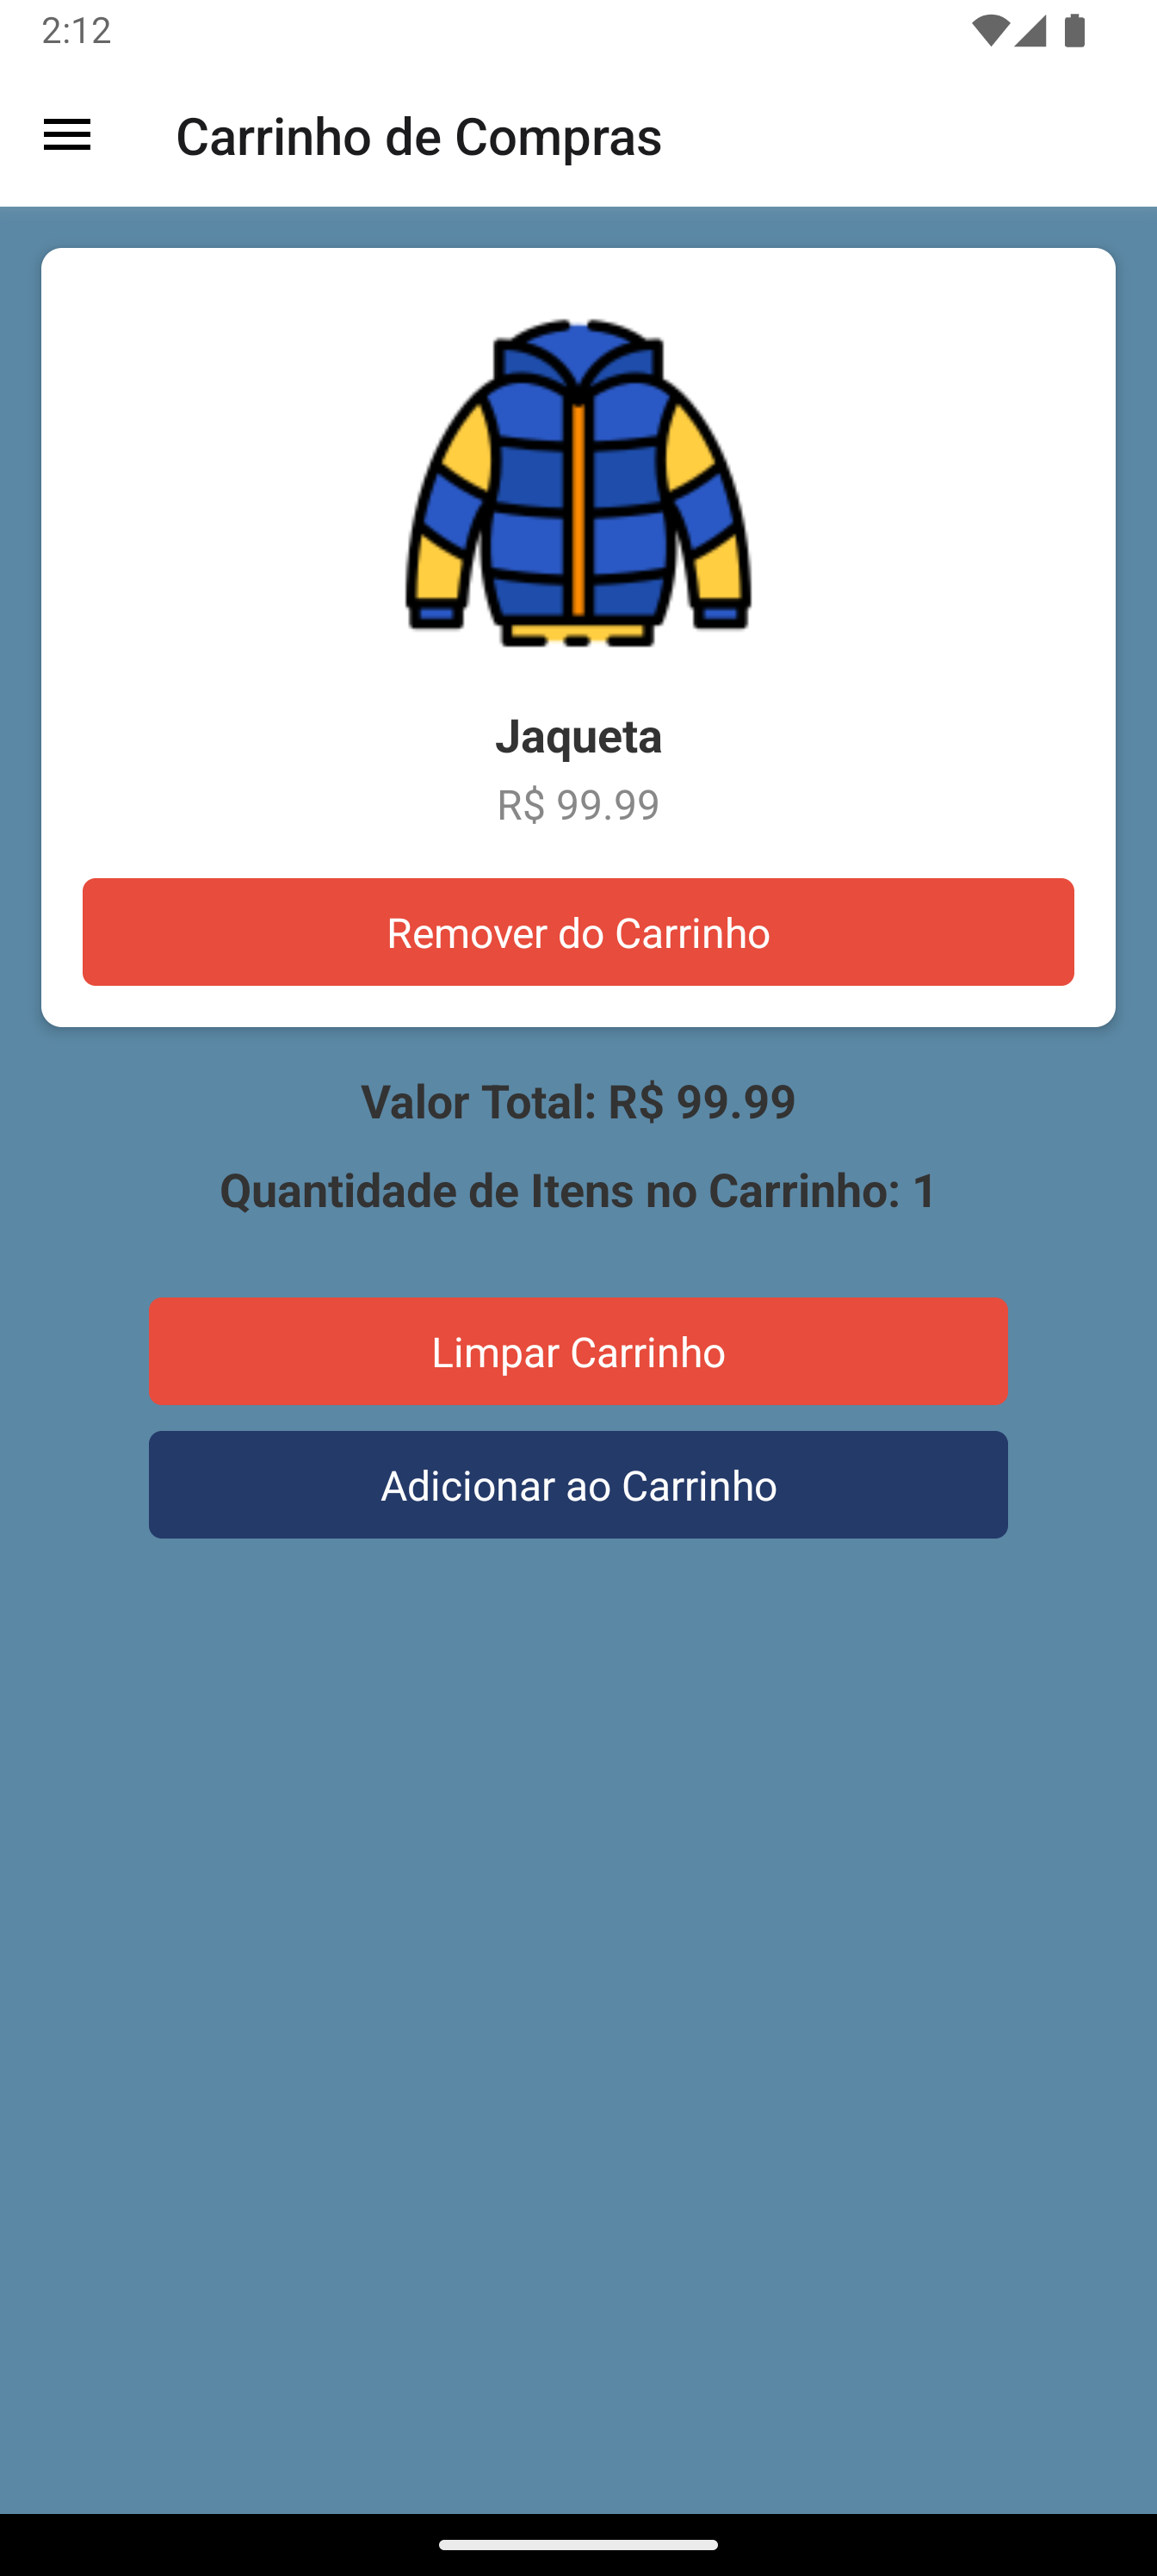 2:12
Carrinho de Compras
Jaqueta
R$ 99.99
Remover do Carrinho
Valor Total: R$ 99.99
Quantidade de Itens no Carrinho: 1
Limpar Carrinho
Adicionar ao Carrinho